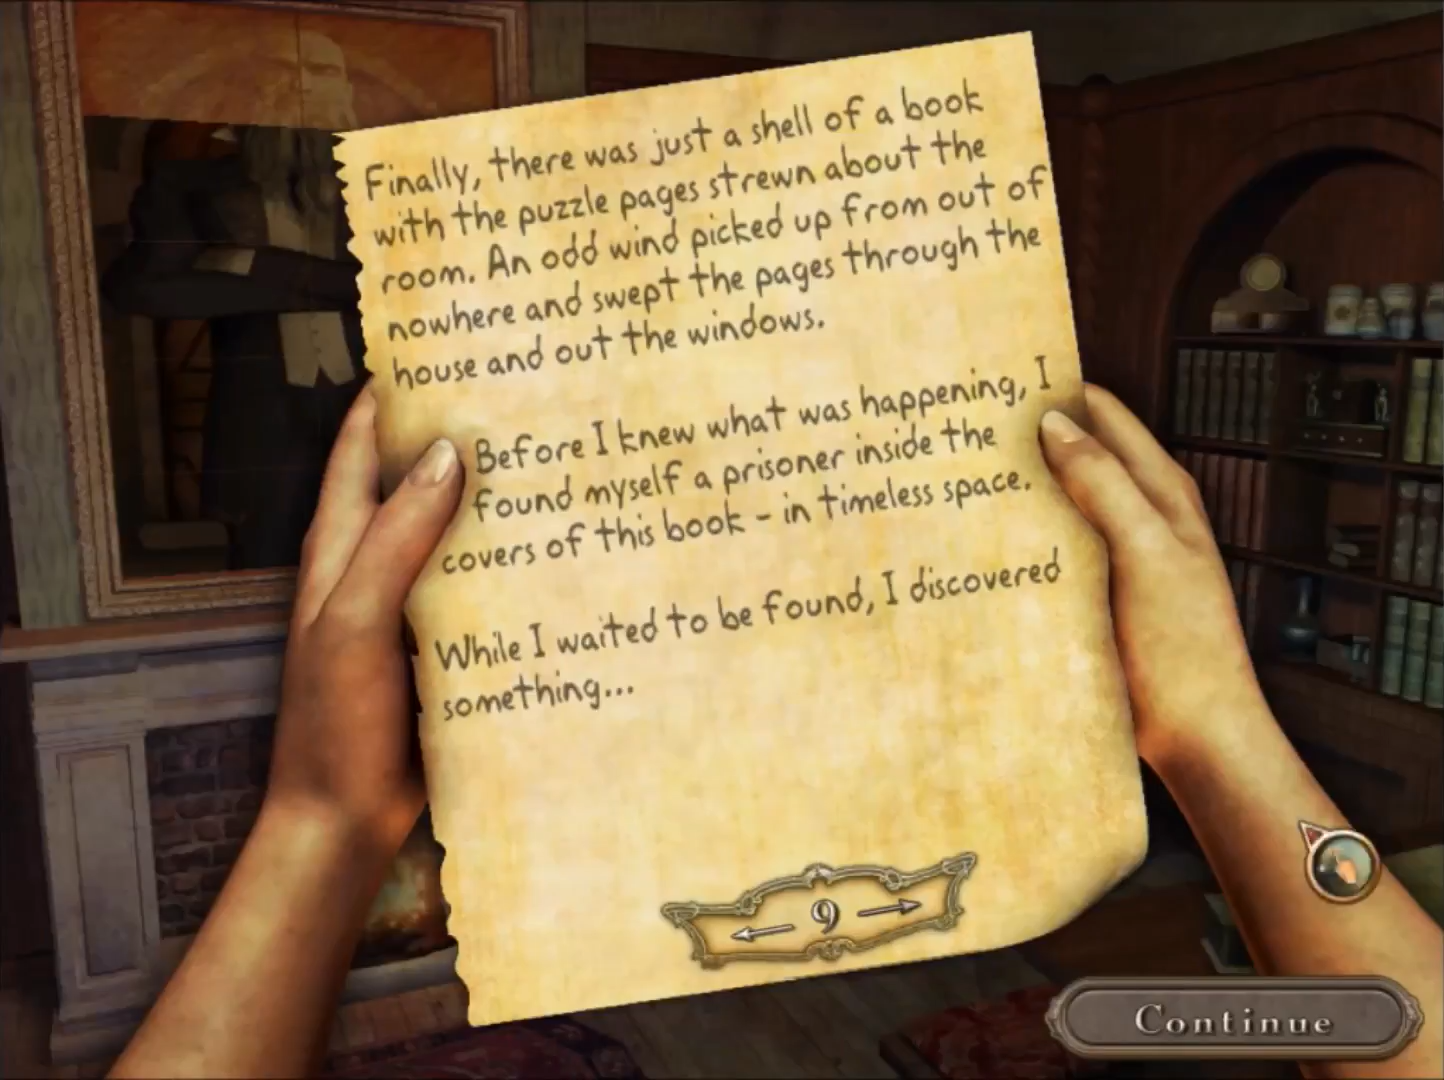 Finally, there was just a shell of a book
with the puzzle pages strewn about the
room. An odd wind picked up from out of
nowhere and swept the pages through the
house and out the windows.
Before I knew what was happening, I
found myself a prisoner inside the
covers of this book - in timeless space.
While I waited to be found, I discovered
something...
9
Continue